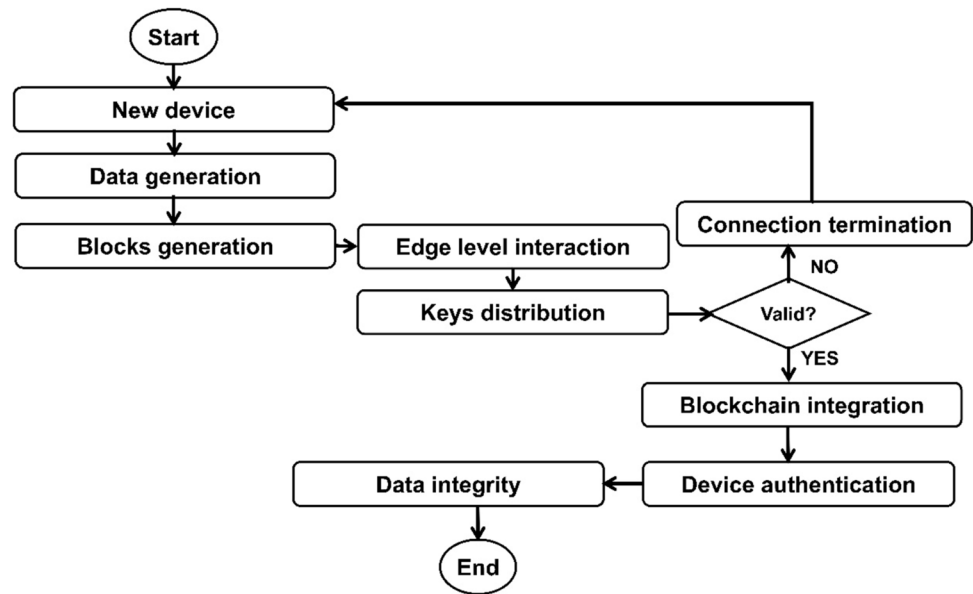 Start
New device
Data generation
Blocks generation
Edge level interaction
Keys distribution
Connection termination
NO
Valid?
YES
Blockchain integration
Device authentication
Data integrity
End